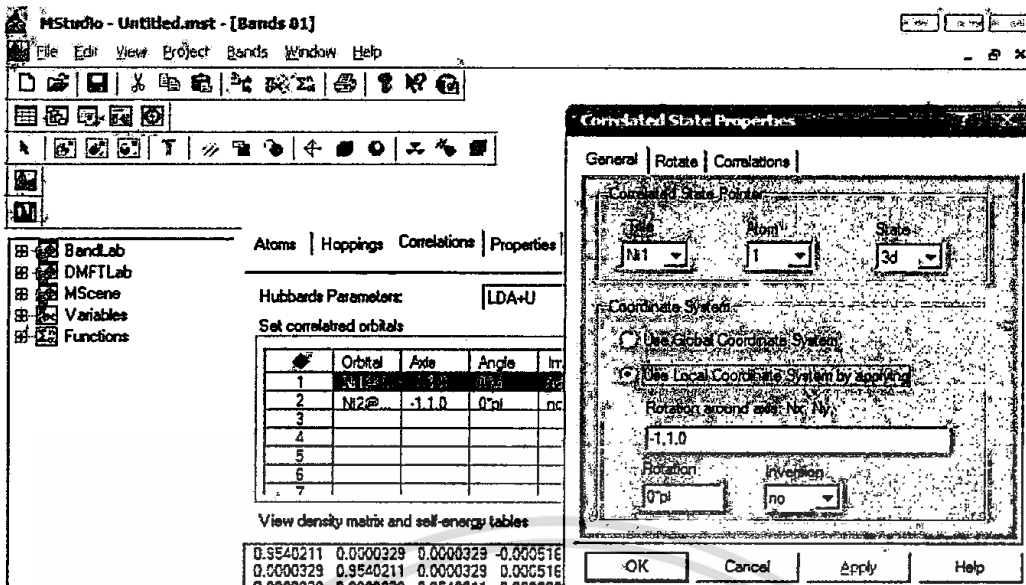 MStudio - Untitled.mst - [Bands 01]
File Edit View Project Bands Window Help
BandLab
DMFTLab
MScene
Variables
Functions
Atoms Hoppings Correlations Properties
Hubbards Parameters: LDA+U
Set correlatred orbitals
Orbital Axis Angle
1
2 Ni2@... -1.1.0 0*pi
3
4
5
6
7
View density matrix and self-energy tables
0.9540211 0.0000329 0.0000329
0.0000329 0.9540211 0.0000329
Correlated State Properties
General Rotate Correlations
Correlated State Pointer
Atom State
Ni1 1 3d
Coordinate System
Use Global Coordinate System
Use Local Coordinate System by applying
Rotation around axis: Nx, Ny,
-1,1.0
Rotation Inversion
0*pi no
OK Cancel Apply Help